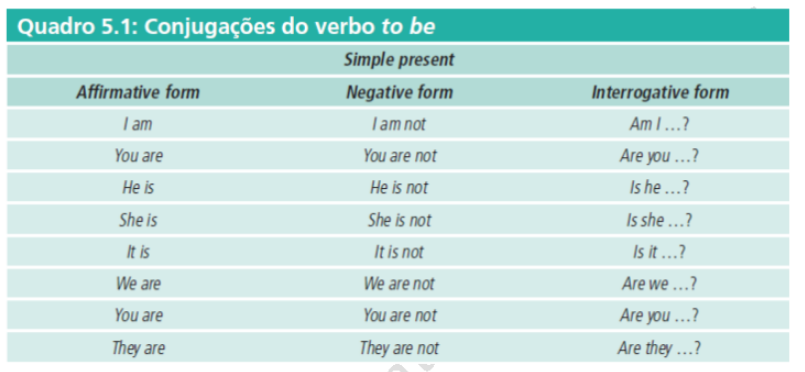 Quadro 5.1: Conjugações do verbo to be
Simple present
Affirmative form Negative form Interrogative form
I am I am not Am I ...?
You are You are not Are you ...?
He is He is not Is he ...?
She is She is not Is she ...?
It is It is not Is it ...?
We are We are not Are we ...?
You are You are not Are you ...?
They are They are not Are they ...?